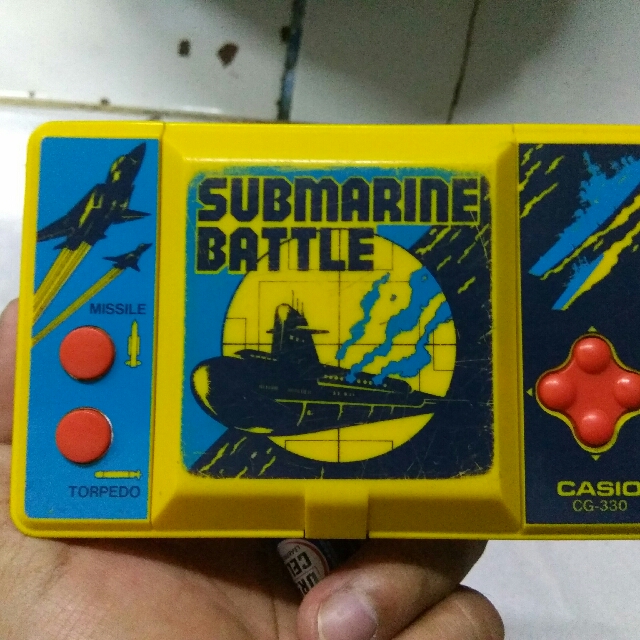 SUBMARINE
BATTLE
MISSILE
TORPEDO
CASIO
CG-330